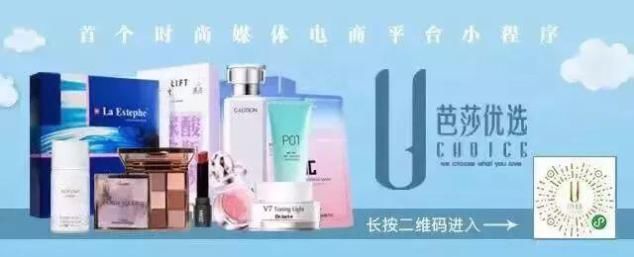 首个时尚媒体电商平台小程序
La Estephe
LIFT
CAUTION
PO1
V7 Toning Light
Dr.Jart+
芭莎优选
CHOICE
we choose what you love
长按二维码进入